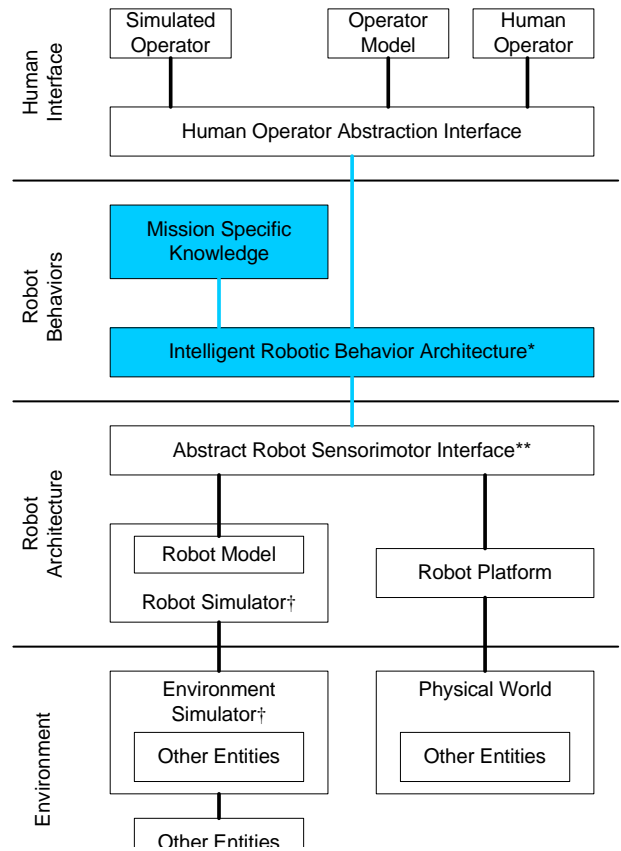 Human
Interface
Simulated
Operator
Operator
Model
Human
Operator
Human Operator Abstraction Interface
Robot
Behaviors
Mission Specific
Knowledge
Intelligent Robotic Behavior Architecture*
Robot
Architecture
Abstract Robot Sensorimotor Interface**
Robot Model
Robot Simulator†
Robot Platform
Environment
Environment
Simulator†
Other Entities
Physical World
Other Entities
Other Entities